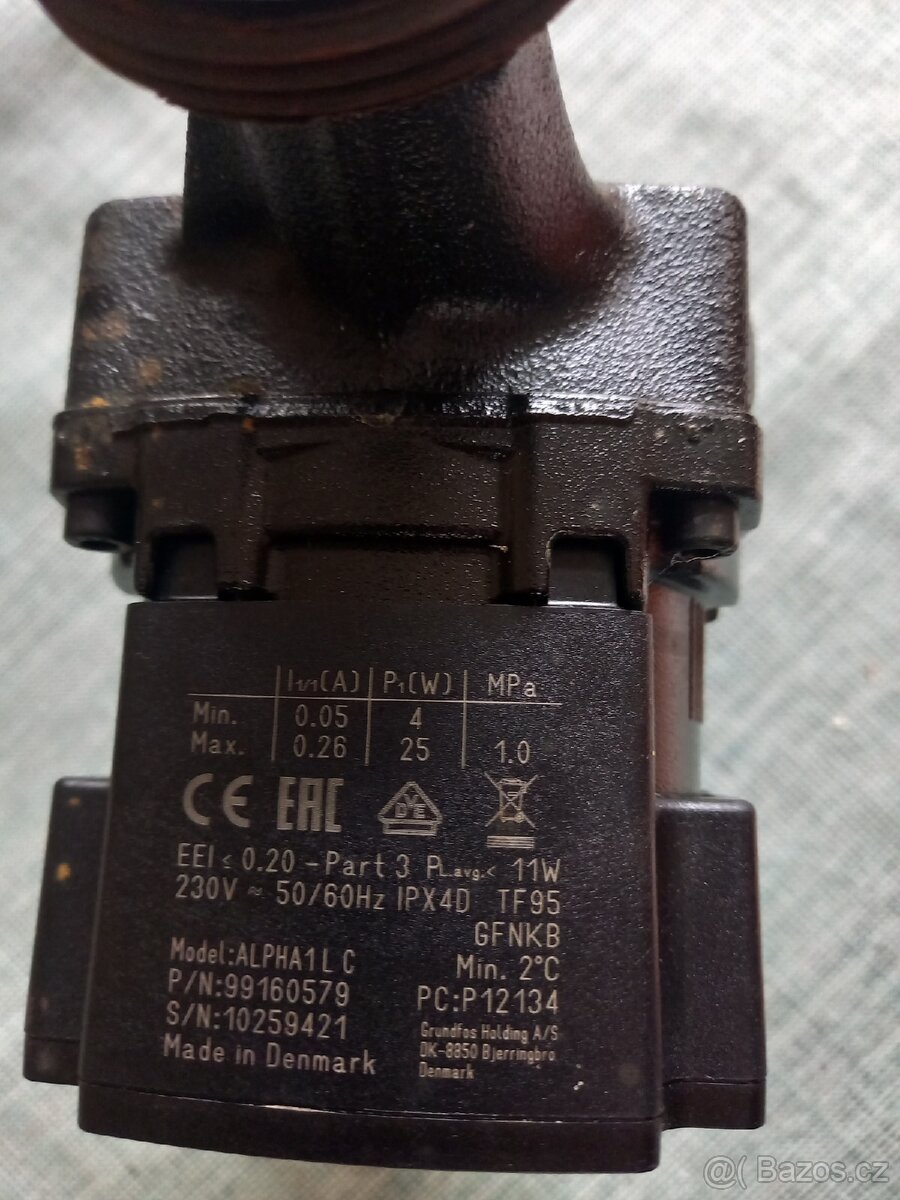 I1/1(A) P1(W) MPa
Min. 0.05 4
Max. 0.26 25 1.0
CE EAC VDE
EEI < 0.20 -Part 3 PL.avg.< 11W
230V ~ 50/60Hz IPX4D TF95
GFNKB
Model:ALPHA1 L C Min. 2°C
P/N:99160579 PC:P12134
S/N:10259421 Grundfos Holding A/S
DK-8850 Bjerringbro
Made in Denmark Denmark
@( Bazos.cz